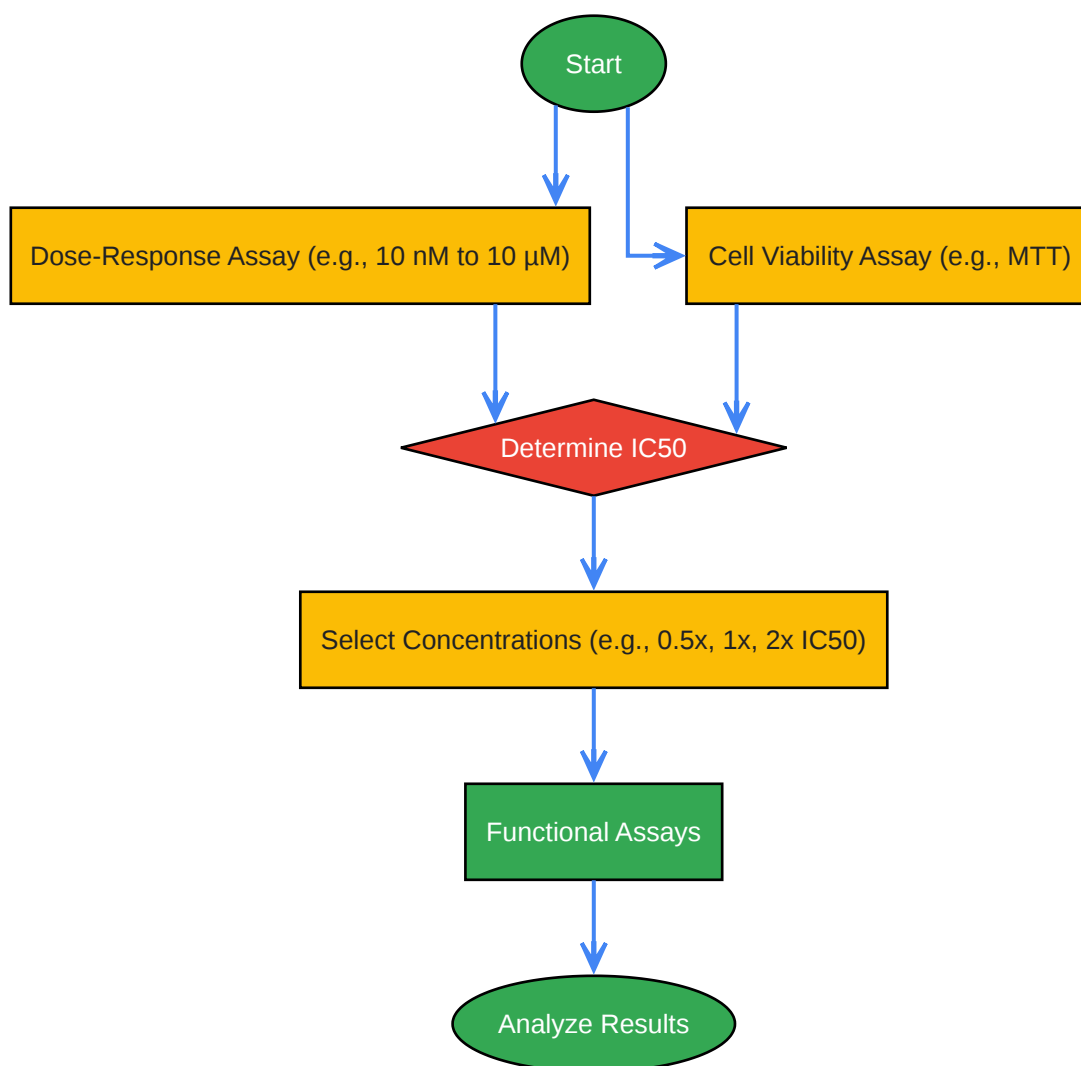 Start
Dose-Response Assay (e.g., 10 nM to 10 µM)
Cell Viability Assay (e.g., MTT)
Determine IC50
Select Concentrations (e.g., 0.5x, 1x, 2x IC50)
Functional Assays
Analyze Results